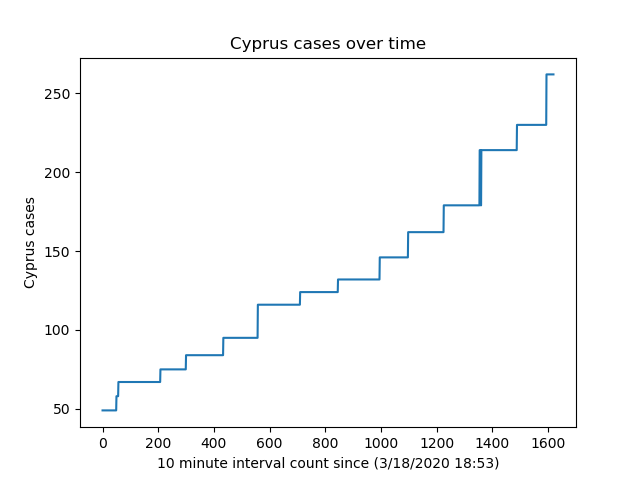 Cyprus cases over time
250
200
150
100
50
Cyprus cases
0 200 400 600 800 1000 1200 1400 1600
10 minute interval count since (3/18/2020 18:53)